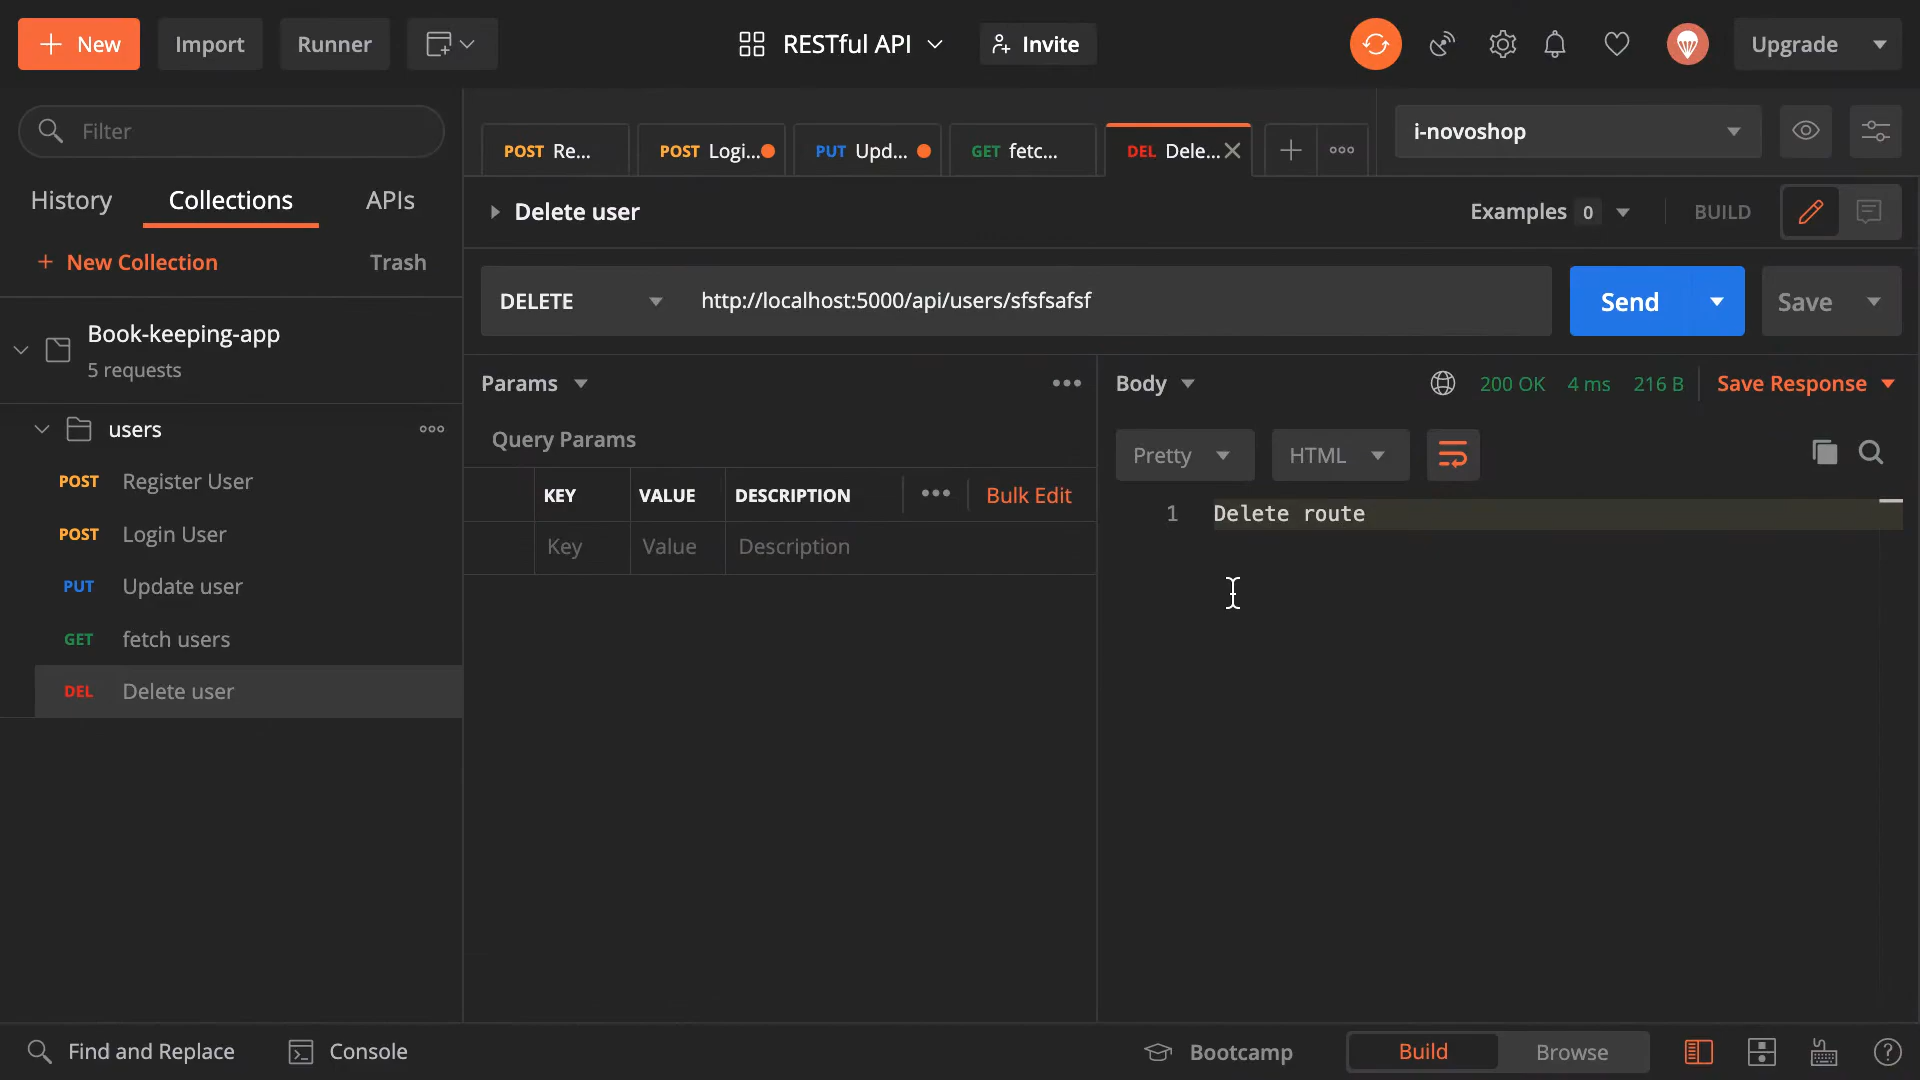 New
Import
Runner
RESTful API
Invite
Upgrade
Filter
History
Collections
APIs
+ New Collection
Trash
Book-keeping-app
5 requests
users
POST Register User
POST Login User
PUT Update user
GET fetch users
DEL Delete user
POST Re...
POST Logi...
PUT Upd...
GET fetc...
DEL Dele...
i-novoshop
Delete user
Examples 0
BUILD
DELETE
http://localhost:5000/api/users/sfsfsafsf
Send
Save
Params
Query Params
KEY VALUE DESCRIPTION
Bulk Edit
Key Value Description
Body
200 OK 4 ms 216 B
Save Response
Pretty
HTML
1 Delete route
Find and Replace
Console
Bootcamp
Build
Browse